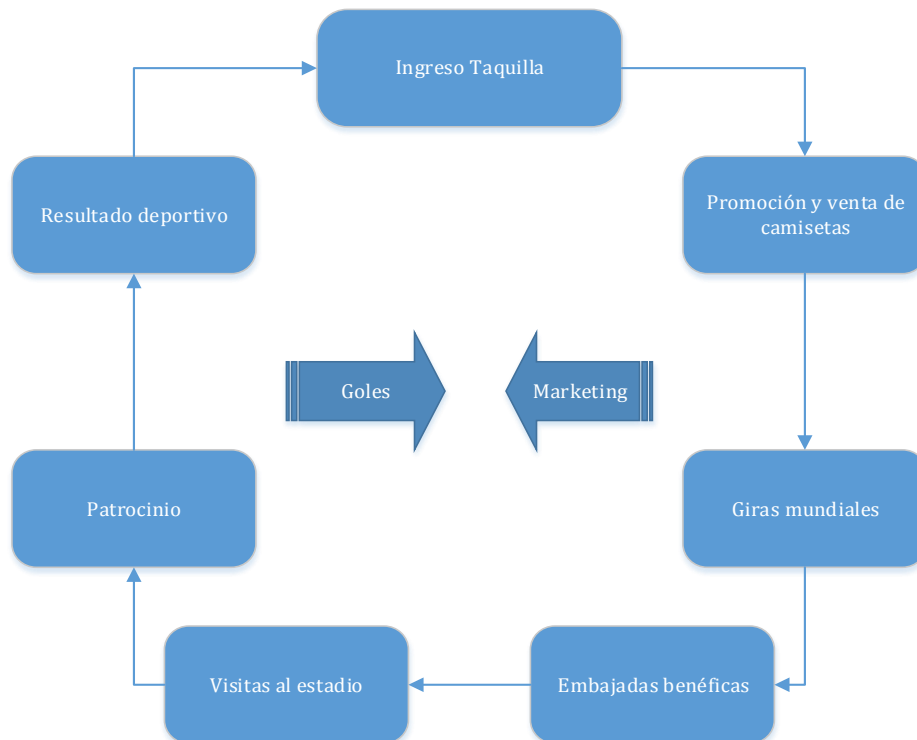 Ingreso Taquilla
Resultado deportivo
Promoción y venta de
camisetas
Goles
Marketing
Patrocinio
Giras mundiales
Visitas al estadio
Embajadas benéficas